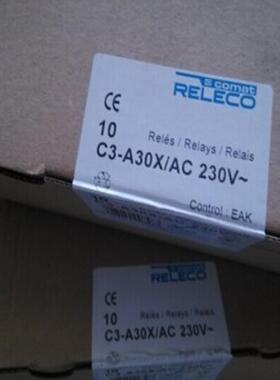 comat
RELECO
CE
10 Relés / Relays / Relais
C3-A30X/AC 230V~
Control : EAK
comat
RELECO
CE
10 Relés / Relays / Relais
C3-A30X/AC 230V~